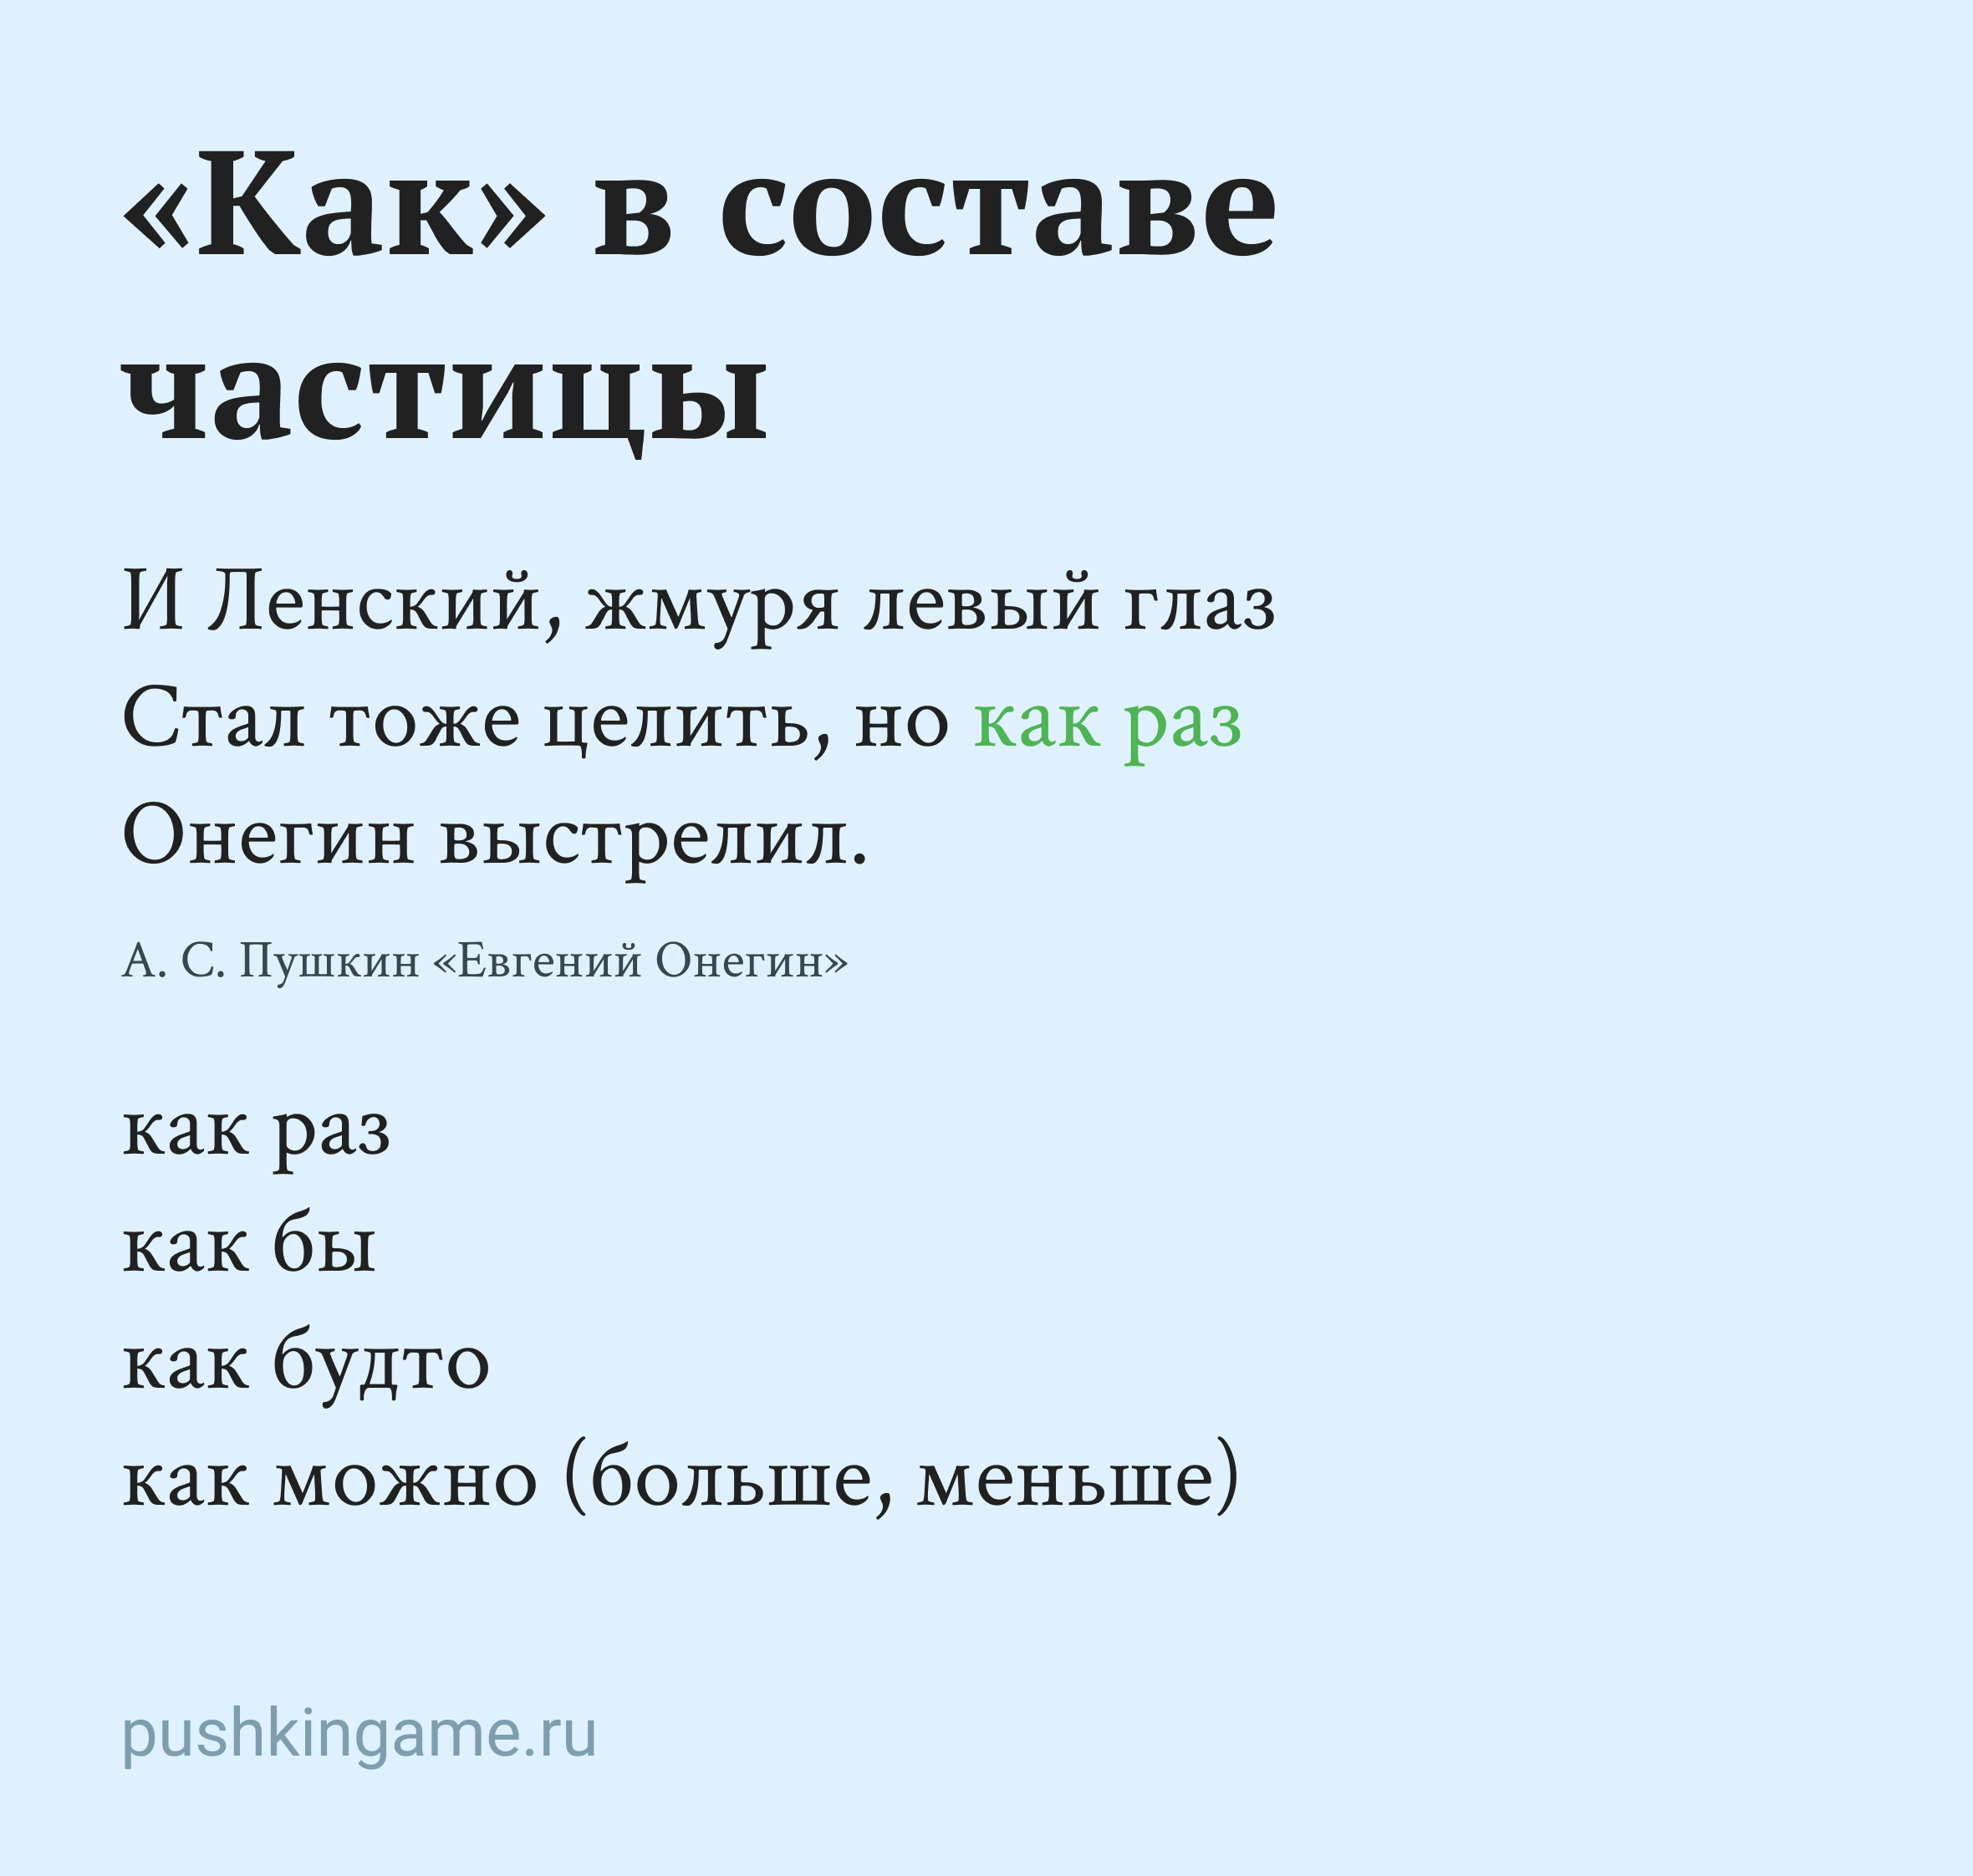 «Как» в составе
частицы
И Ленский, жмуря левый глаз
Стал тоже целить, но как раз
Онегин выстрелил.
А. С. Пушкин «Евгений Онегин»
как раз
как бы
как будто
как можно (больше, меньше)
pushkingame.ru